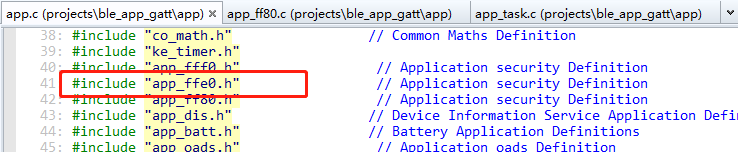 app.c (projects\ble_app_gatt\app) app_ff80.c (projects\ble_app_gatt\app) app_task.c (projects\ble_app_gatt\app)
38: #include "co_math.h" // Common Maths Definition
39: #include "ke_timer.h"
40: #include "app_fff0.h" // Application security Definition
41 #include "app_ffe0.h" // Application security Definition
42: #include "app_ff80.h" // Application security Definition
43: #include "app_dis.h" // Device Information Service Application Defi
44: #include "app_batt.h" // Battery Application Definitions
45: #include "app_oads.h" // Application oads Definition